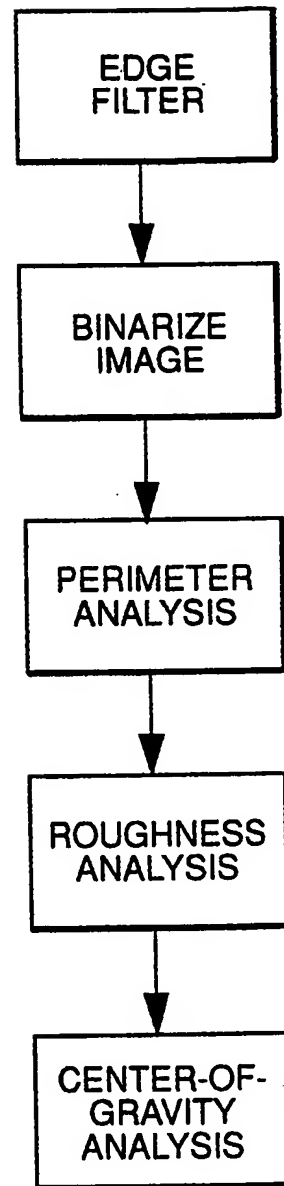 EDGE
FILTER
BINARIZE
IMAGE
PERIMETER
ANALYSIS
ROUGHNESS
ANALYSIS
CENTER-OF-
GRAVITY
ANALYSIS